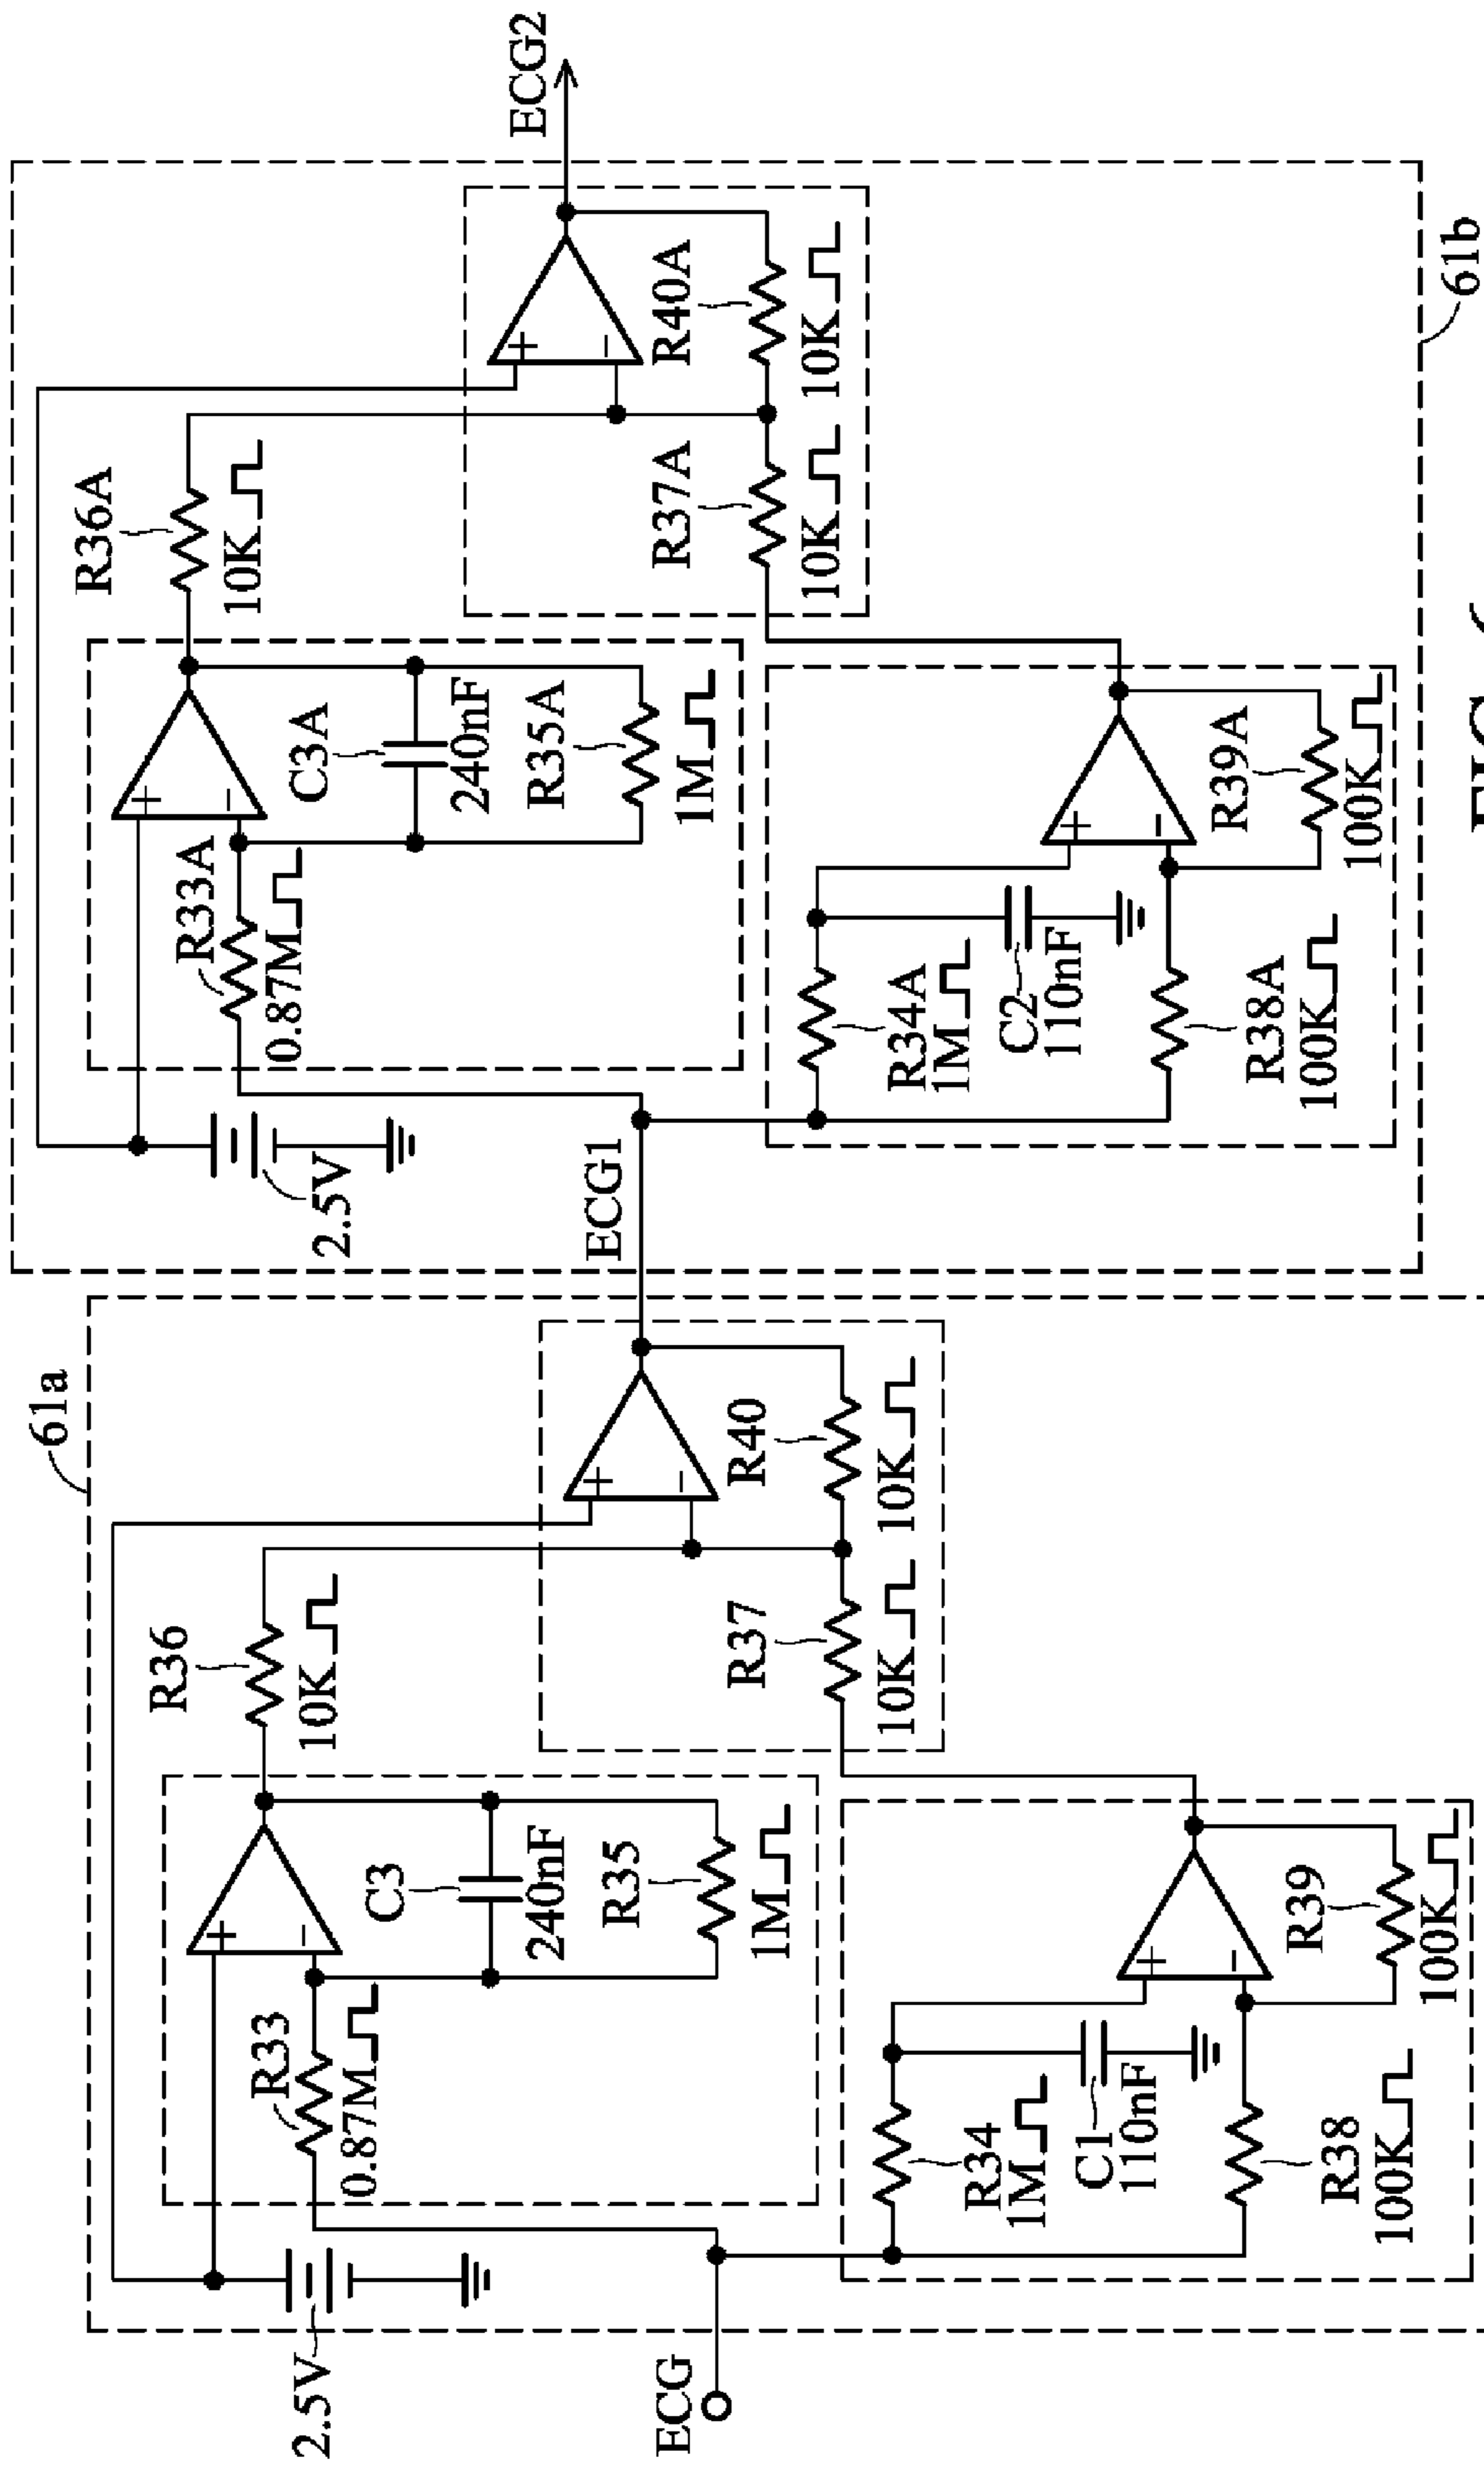 61a
2.5V
ECG
R33
0.87M
+
-
C3
240nF
R35
1M
R36
10K
+
-
R37
10K
R40
10K
R34
1M
C1
110nF
R38
100K
+
-
R39
100K
ECG1
2.5V
R33A
0.87M
+
-
C3A
240nF
R35A
1M
R36A
10K
+
-
R37A
10K
R40A
10K
ECG2
R34A
1M
C2
110nF
R38A
100K
+
-
R39A
100K
61b